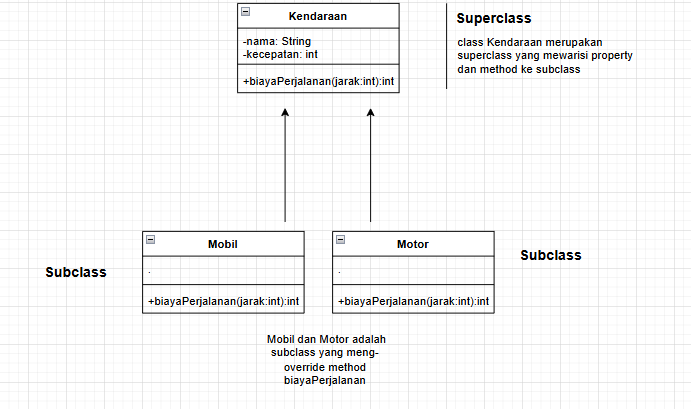 Kendaraan
-nama: String
-kecepatan: int
+biayaPerjalanan(jarak:int):int
Superclass
class Kendaraan merupakan
superclass yang mewarisi property
dan method ke subclass
Subclass
Mobil
.
+biayaPerjalanan(jarak:int):int
Motor
.
+biayaPerjalanan(jarak:int):int
Subclass
Mobil dan Motor adalah
subclass yang meng-
override method
biayaPerjalanan